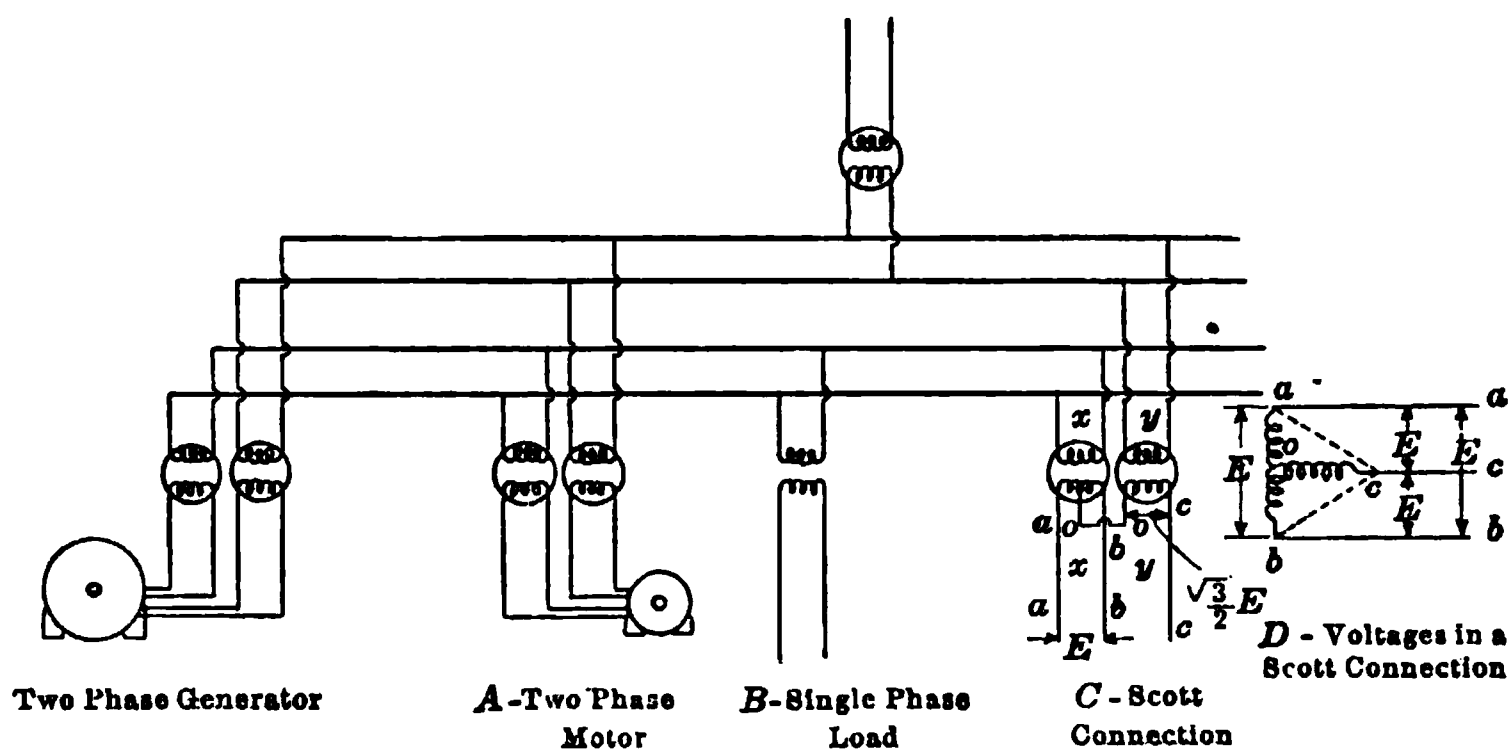 a
a
x
y
E
o
E
E
c
c
E
a
o
o
c
b
b
b
x
y
√3/2 E
a
b
c
E
Two Phase Generator
A-Two Phase
Motor
B-Single Phase
Load
C-Scott
Connection
D - Voltages in a
Scott Connection